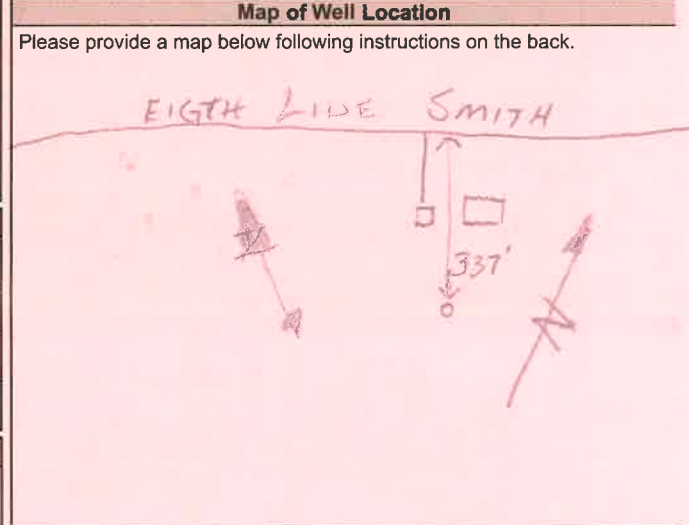 Map of Well Location
Please provide a map below following instructions on the back.
EIGTH LINE SMITH
337'
N